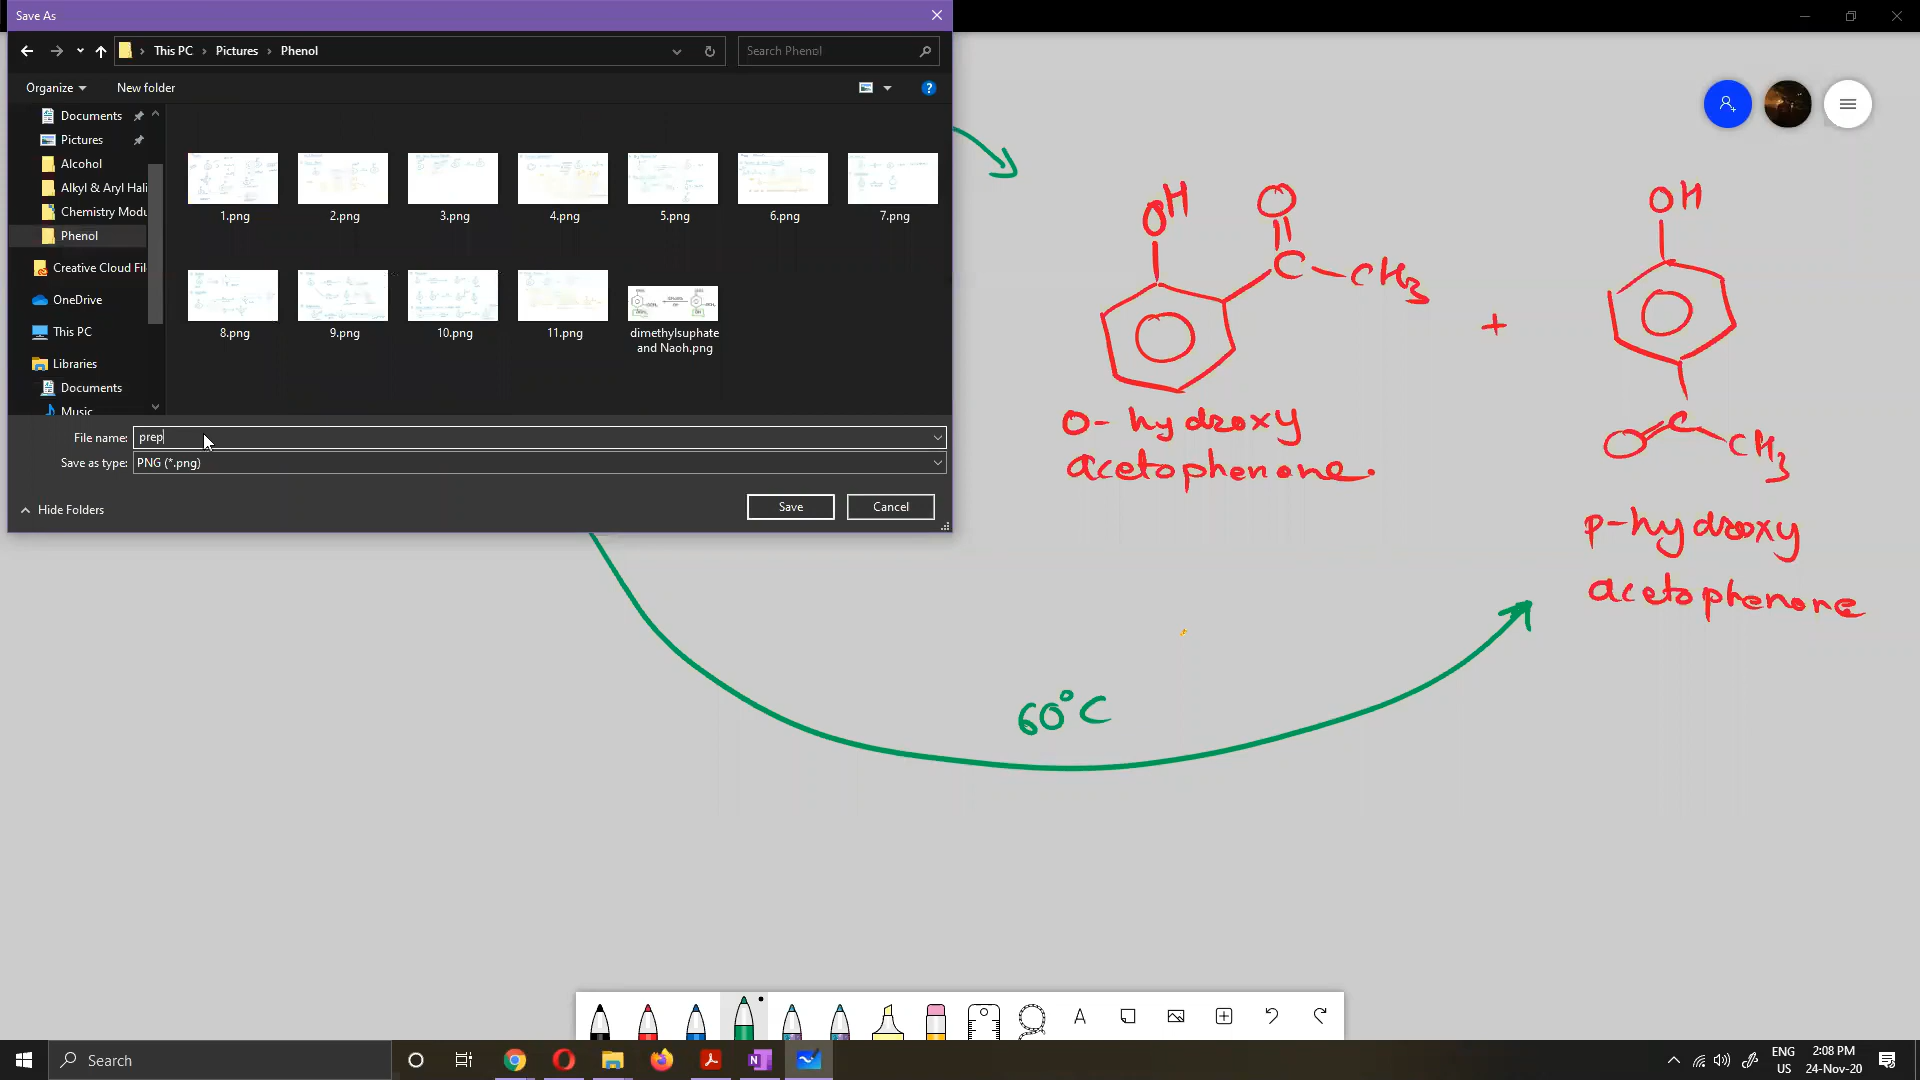 Save As
This PC
Pictures
Phenol
Search Phenol
Organize
New folder
?
Documents
Pictures
Alcohol
Alkyl & Aryl Hali
Chemistry Modu
Phenol
Creative Cloud Fil
OneDrive
This PC
Libraries
Documents
Music
1.png
2.png
3.png
4.png
5.png
6.png
7.png
8.png
9.png
10.png
11.png
dimethylsuphate
and Naoh.png
File name:
prep
Save as type:
PNG (*.png)
Save
Cancel
Hide Folders
OH
O
C
CH3
o-hydroxy
acetophenone.
+
OH
O
C
CH3
p-hydroxy
acetophenone
60°C
A
Search
N
ENG
US
2:08 PM
24-Nov-20